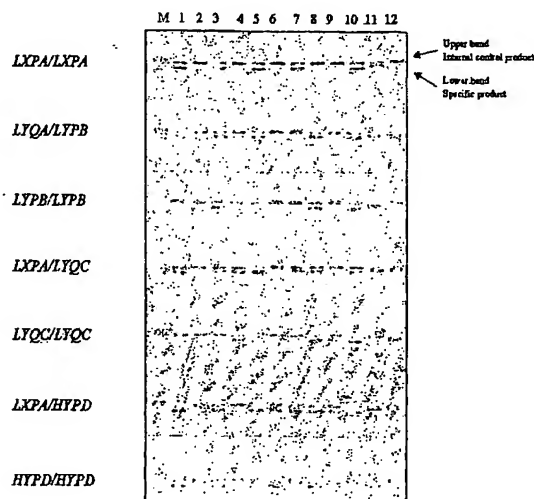 M 1 2 3 4 5 6 7 8 9 10 11 12
LXPA/LXPA
Upper band
Internal control product
Lower band
Specific product
LYQA/LYPB
LYPB/LYPB
LXPA/LYQC
LYQC/LYQC
LXPA/HYPD
HYPD/HYPD